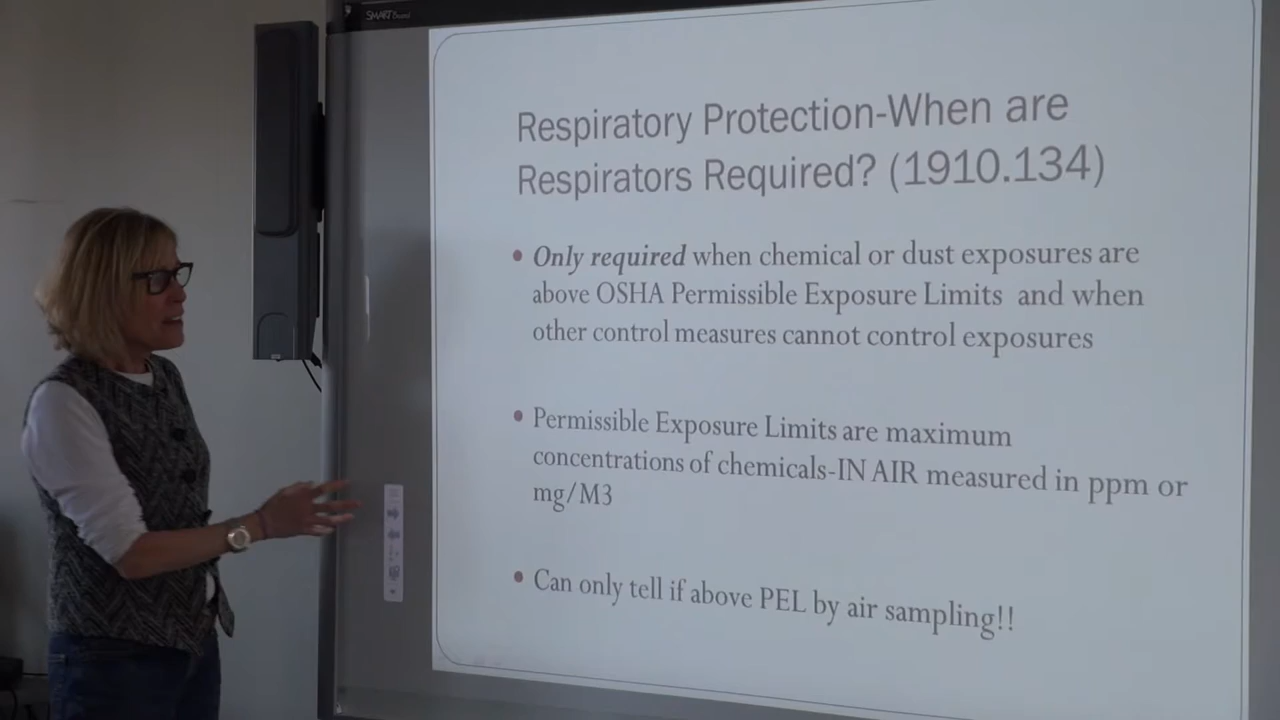 SMART Board
Respiratory Protection-When are
Respirators Required? (1910.134)
• Only required when chemical or dust exposures are
above OSHA Permissible Exposure Limits and when
other control measures cannot control exposures
• Permissible Exposure Limits are maximum
concentrations of chemicals-IN AIR measured in ppm or
mg/M3
• Can only tell if above PEL by air sampling!!